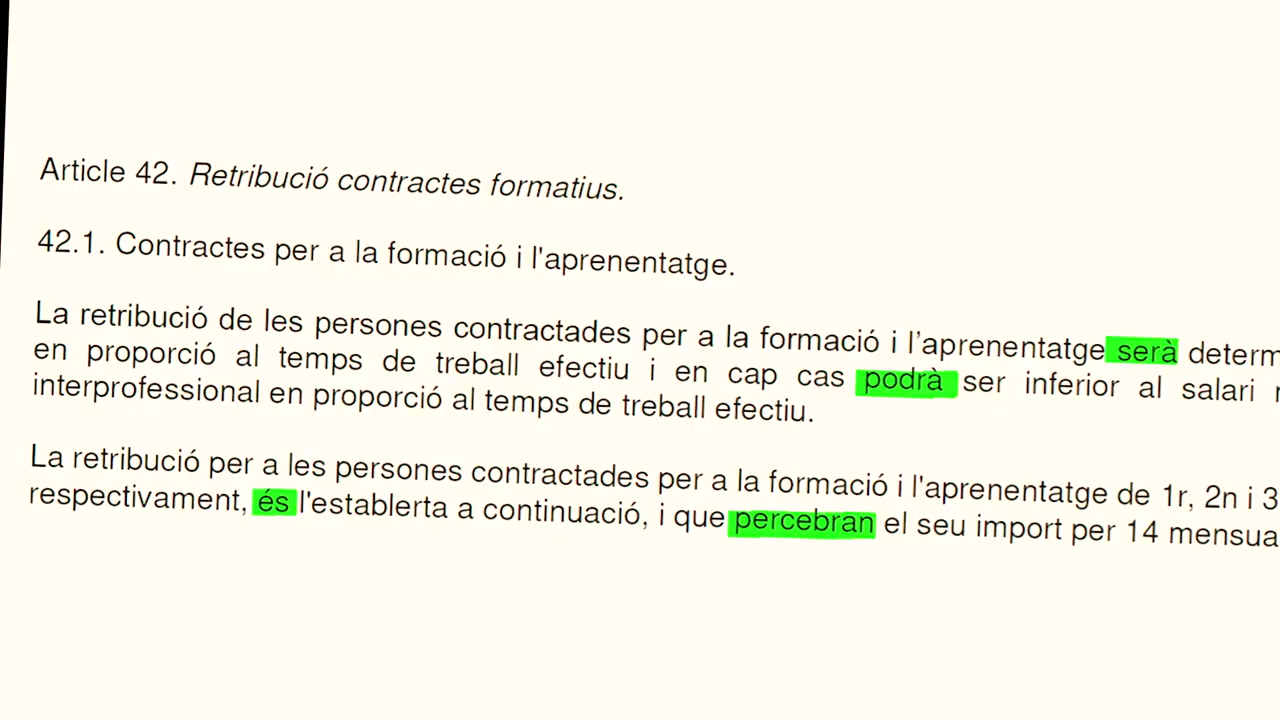 Article 42. Retribució contractes formatius.
42.1. Contractes per a la formació i l'aprenentatge.
La retribució de les persones contractades per a la formació i l’aprenentatge serà
en proporció al temps de treball efectiu i en cap cas podrà ser inferior al salari
interprofessional en proporció al temps de treball efectiu.
La retribució per a les persones contractades per a la formació i l'aprenentatge de 1r, 2n i
respectivament, és l'establerta a continuació, i que percebran el seu import per 14